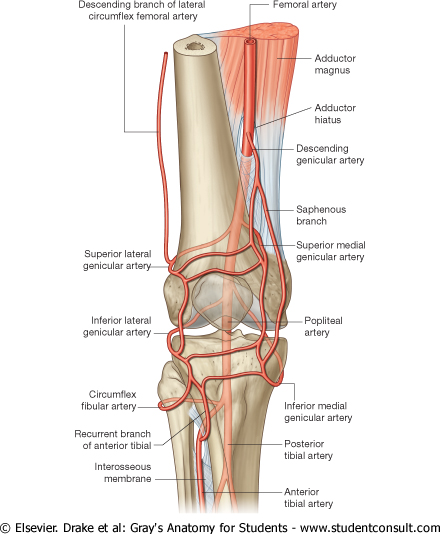 Descending branch of lateral
circumflex femoral artery
Femoral artery
Adductor
magnus
Adductor
hiatus
Descending
genicular artery
Saphenous
branch
Superior medial
genicular artery
Superior lateral
genicular artery
Inferior lateral
genicular artery
Popliteal
artery
Circumflex
fibular artery
Inferior medial
genicular artery
Recurrent branch
of anterior tibial
Posterior
tibial artery
Interosseous
membrane
Anterior
tibial artery
© Elsevier. Drake et al: Gray's Anatomy for Students - www.studentconsult.com